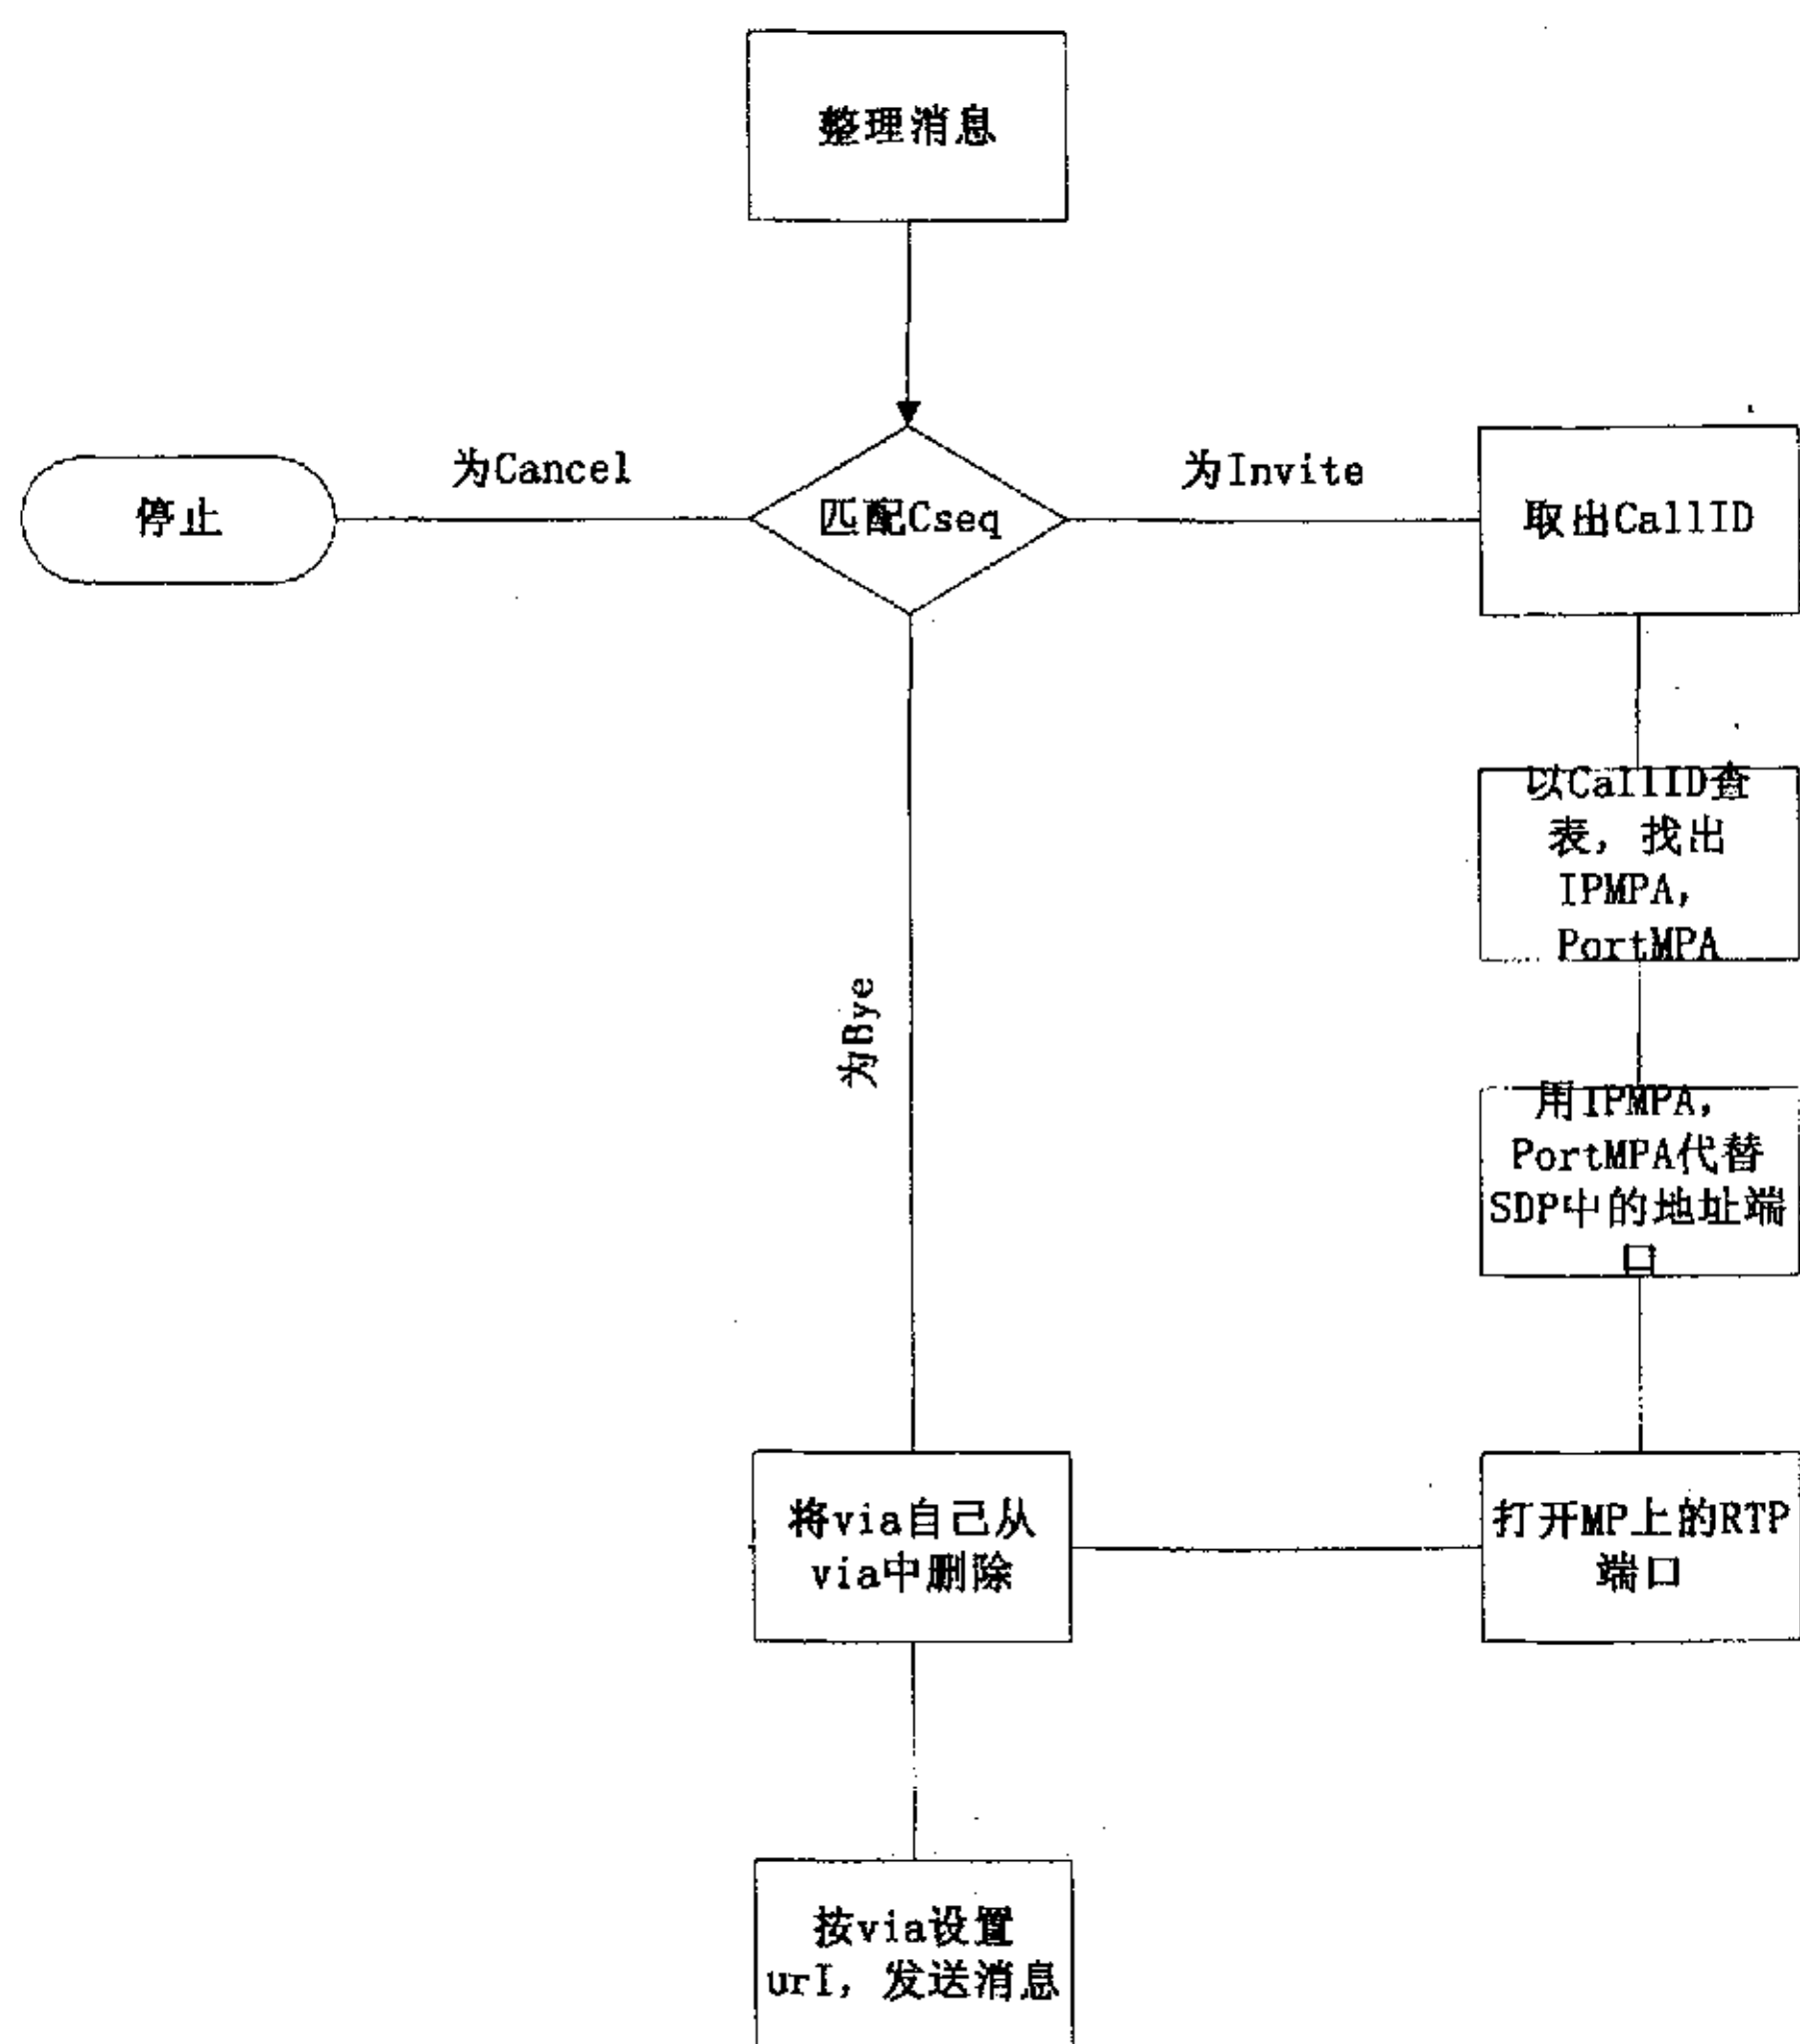 整理消息
为Cancel
为Invite
停止
匹配Cseq
取出CallID
以CallID查
表，找出
IPMPA，
PortMPA
为Bye
用IPMPA，
PortMPA代替
SDP中的地址端
口
将via自己从
via中删除
打开MP上的RTP
端口
按via设置
urI，发送消息